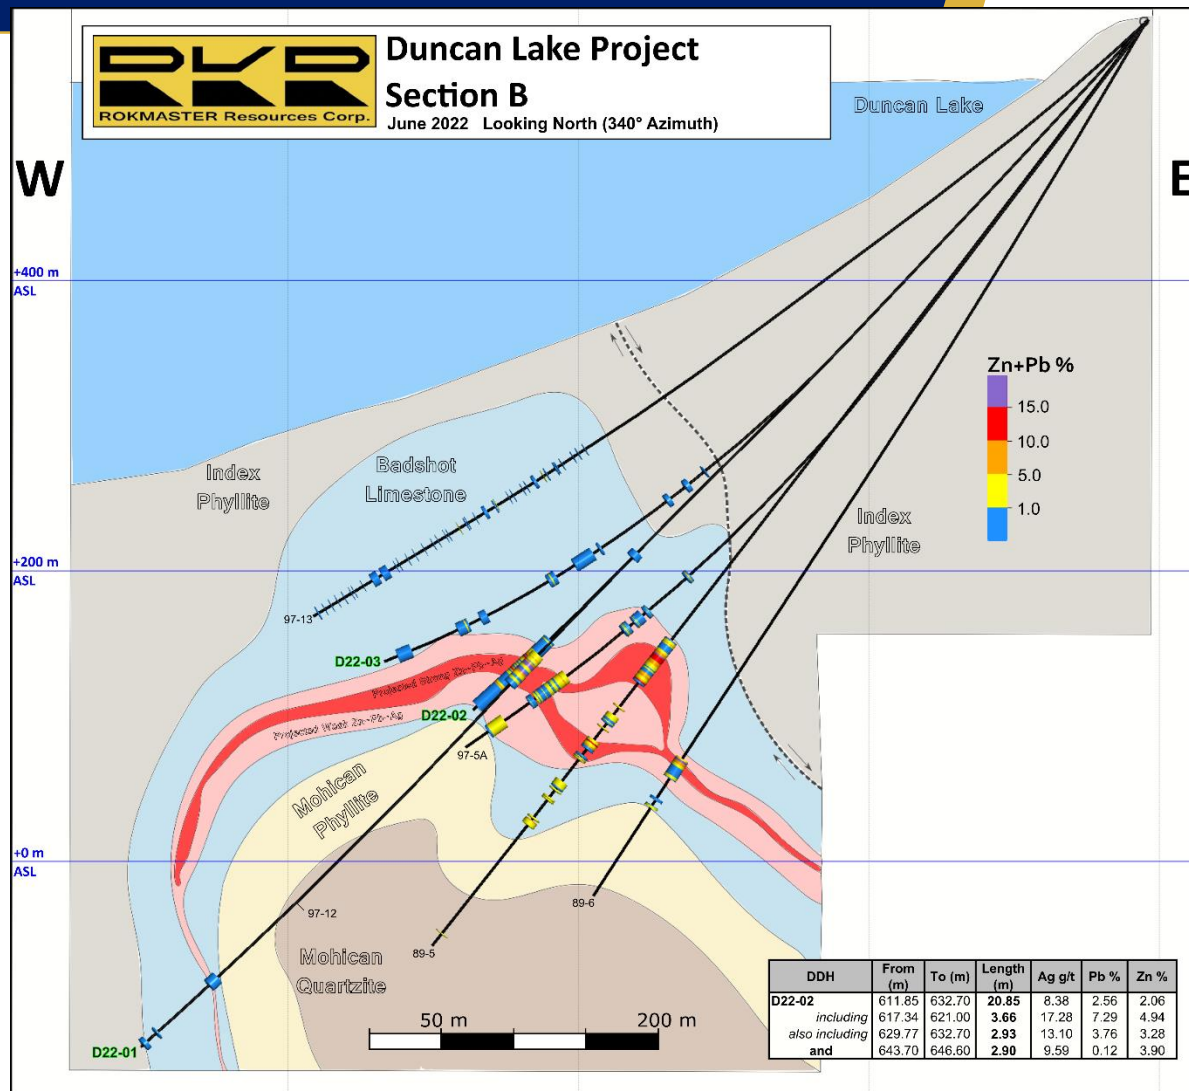 RKR
ROKMASTER Resources Corp.
Duncan Lake Project
Section B
June 2022 Looking North (340° Azimuth)
Duncan Lake
W
E
+400 m
ASL
Zn+Pb %
15.0
10.0
5.0
1.0
Index
Phyllite
Badshot
Limestone
Index
Phyllite
+200 m
ASL
97-13
D22-03
Projected Strong Zn-Pb-Ag
Projected Weak Zn-Pb-Ag
D22-02
97-5A
Mohican
Phyllite
+0 m
ASL
97-12
89-6
89-5
Mohican
Quartzite
D22-01
50 m 200 m
DDH From (m) To (m) Length (m) Ag g/t Pb % Zn %
D22-02 611.85 632.70 20.85 8.38 2.56 2.06
including 617.34 621.00 3.66 17.28 7.29 4.94
also including 629.77 632.70 2.93 13.10 3.76 3.28
and 643.70 646.60 2.90 9.59 0.12 3.90